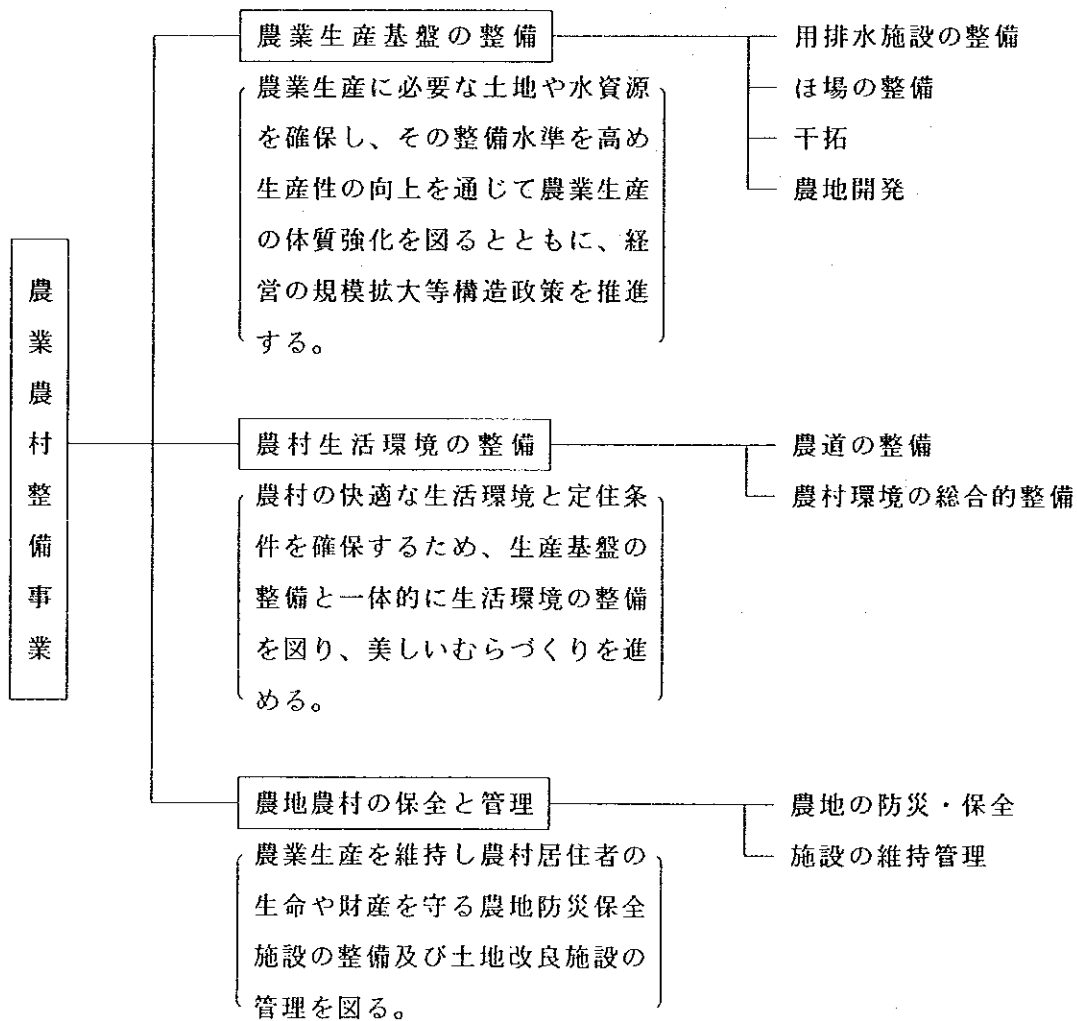 農業農村整備事業
農業生産基盤の整備
農業生産に必要な土地や水資源
を確保し、その整備水準を高め
生産性の向上を通じて農業生産
の体質強化を図るとともに、経
営の規模拡大等構造政策を推進
する。
用排水施設の整備
ほ場の整備
干拓
農地開発
農村生活環境の整備
農村の快適な生活環境と定住条
件を確保するため、生産基盤の
整備と一体的に生活環境の整備
を図り、美しいむらづくりを進
める。
農道の整備
農村環境の総合的整備
農地農村の保全と管理
農業生産を維持し農村居住者の
生命や財産を守る農地防災保全
施設の整備及び土地改良施設の
管理を図る。
農地の防災・保全
施設の維持管理